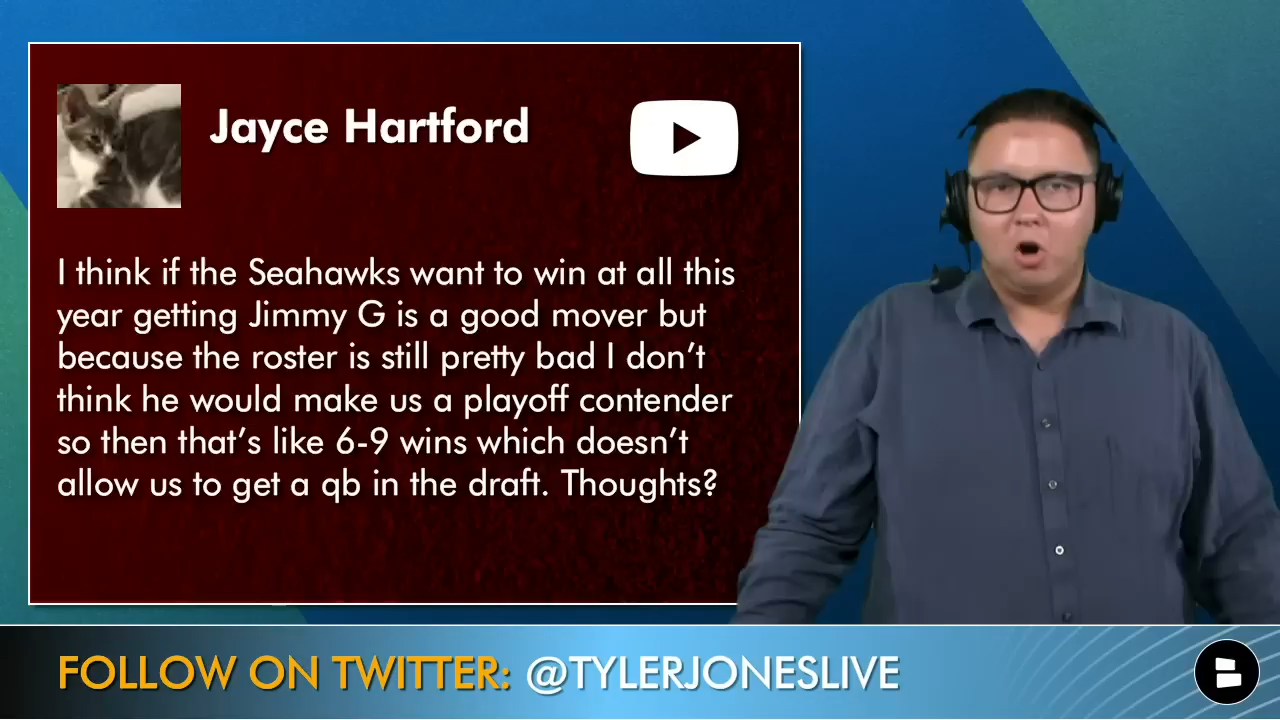 Jayce Hartford
I think if the Seahawks want to win at all this
year getting Jimmy G is a good mover but
because the roster is still pretty bad I don't
think he would make us a playoff contender
so then that's like 6-9 wins which doesn't
allow us to get a qb in the draft. Thoughts?
FOLLOW ON TWITTER: @TYLERJONESLIVE